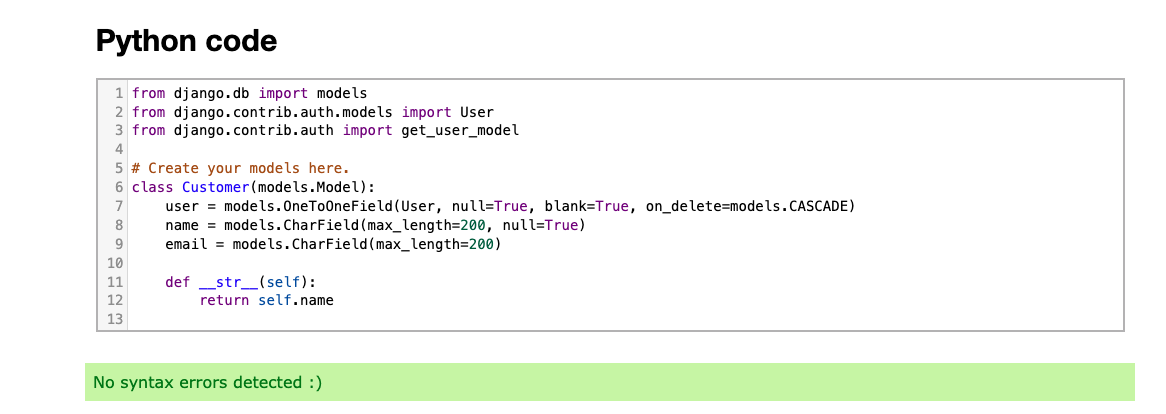 Python code
1 from django.db import models
2 from django.contrib.auth.models import User
3 from django.contrib.auth import get_user_model
4
5 # Create your models here.
6 class Customer(models.Model):
7     user = models.OneToOneField(User, null=True, blank=True, on_delete=models.CASCADE)
8     name = models.CharField(max_length=200, null=True)
9     email = models.CharField(max_length=200)
10
11     def __str__(self):
12         return self.name
13
No syntax errors detected :)